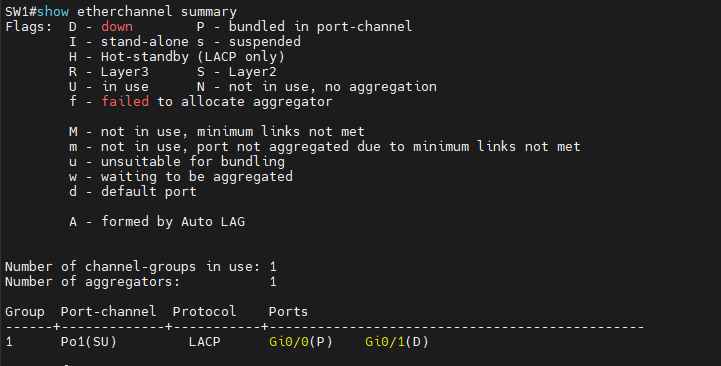 SW1#show etherchannel summary
Flags:  D - down        P - bundled in port-channel
        I - stand-alone s - suspended
        H - Hot-standby (LACP only)
        R - Layer3      S - Layer2
        U - in use      N - not in use, no aggregation
        f - failed to allocate aggregator
        M - not in use, minimum links not met
        m - not in use, port not aggregated due to minimum links not met
        u - unsuitable for bundling
        w - waiting to be aggregated
        d - default port
        A - formed by Auto LAG
Number of channel-groups in use: 1
Number of aggregators:           1
Group  Port-channel  Protocol    Ports
------+-------------+-----------+-----------------------------------------------
1      Po1(SU)         LACP      Gi0/0(P)    Gi0/1(D)